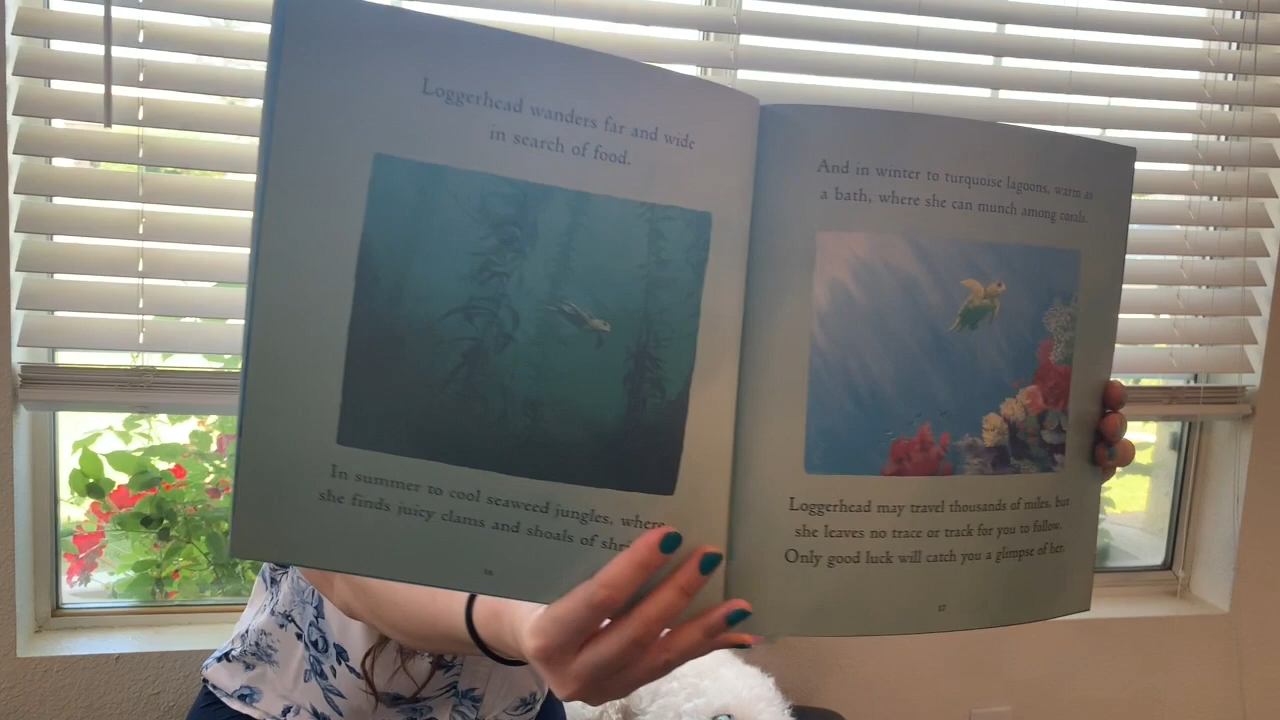 Loggerhead wanders far and wide
in search of food.
In summer to cool seaweed jungles, where
she finds juicy clams and shoals of
16
And in winter to turquoise lagoons, warm as
a bath, where she can munch among corals.
Loggerhead may travel thousands of miles, but
she leaves no trace or track for you to follow.
Only good luck will catch you a glimpse of her.
17